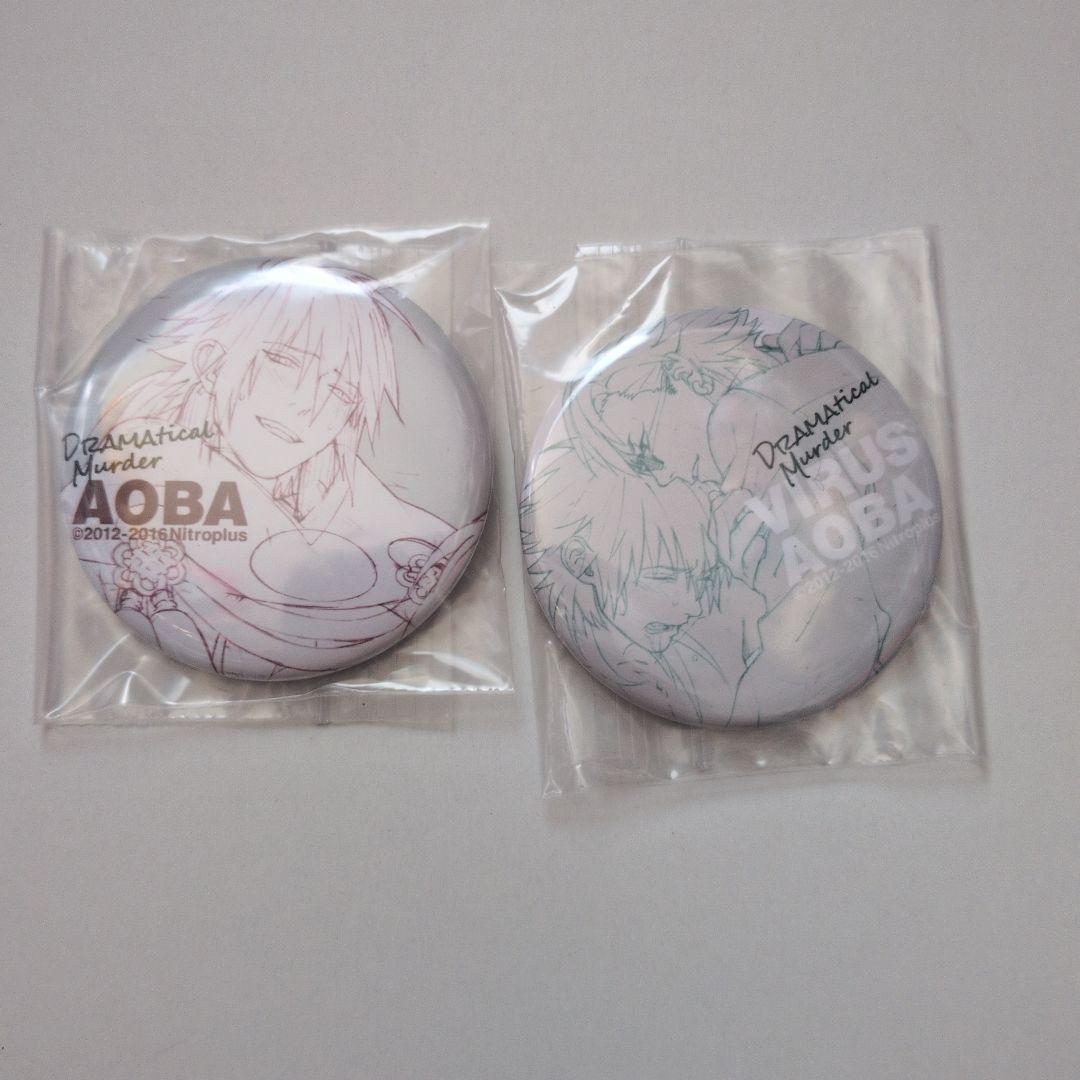 DRAMAtical
Murder
AOBA
©2012-2016Nitroplus
DRAMAtical
Murder
VIRUS
AOBA
©2012-2016Nitroplus